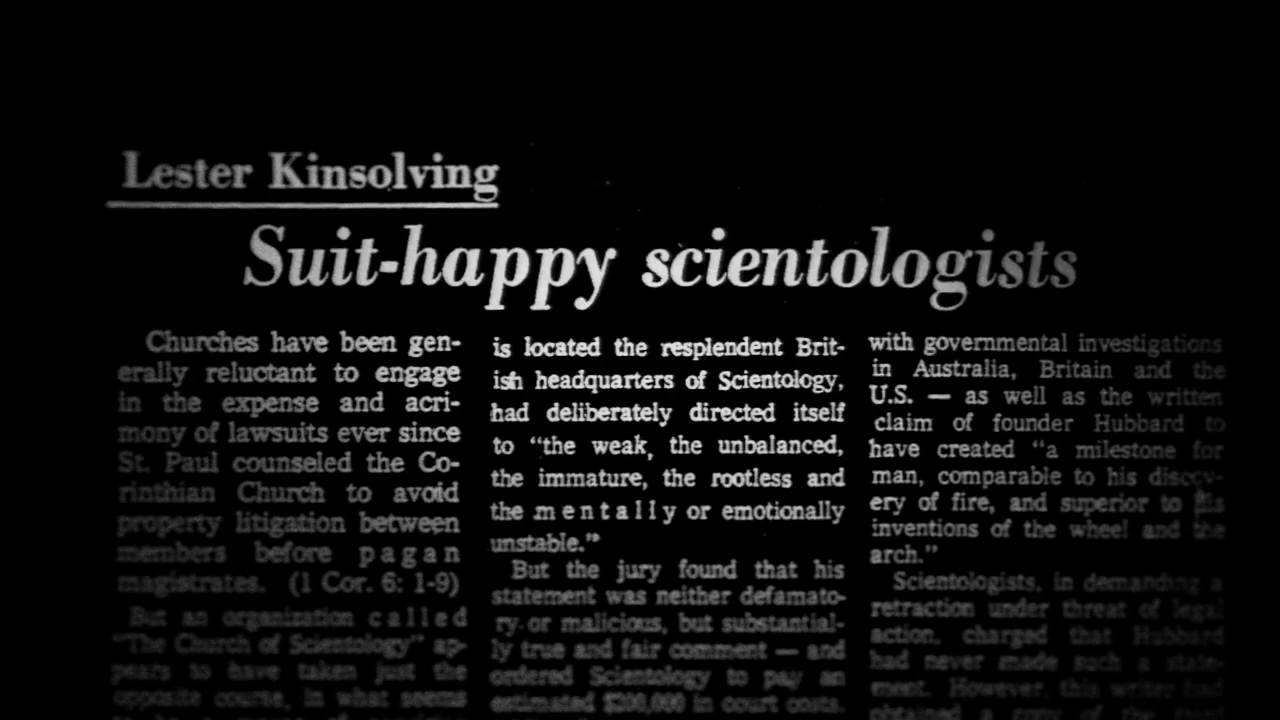 Lester Kinsolving
Suit-happy scientologists
Churches have been gen-
erally reluctant to engage
in the expense and acri-
mony of lawsuits ever since
St. Paul counseled the Co-
rinthian Church to avoid
property litigation between
members before pagan
magistrates. (1 Cor. 6: 1-9)
But an organization called
"The Church of Scientology" ap-
pears to have taken just the
opposite course, in what seems
is located the resplendent Brit-
ish headquarters of Scientology,
had deliberately directed itself
to "the weak, the unbalanced,
the immature, the rootless and
the mentally or emotionally
unstable."
But the jury found that his
statement was neither defamato-
ry or malicious, but substantial-
ly true and fair comment — and
ordered Scientology to pay an
estimated $200,000 in court costs.
with governmental investigations
in Australia, Britain and the
U.S. — as well as the written
claim of founder Hubbard to
have created "a milestone for
man, comparable to his discov-
ery of fire, and superior to his
inventions of the wheel and the
arch."
Scientologists, in demanding a
retraction under threat of legal
action, charged that Hubbard
had never made such a state-
ment. However, this writer had
obtained a copy of the